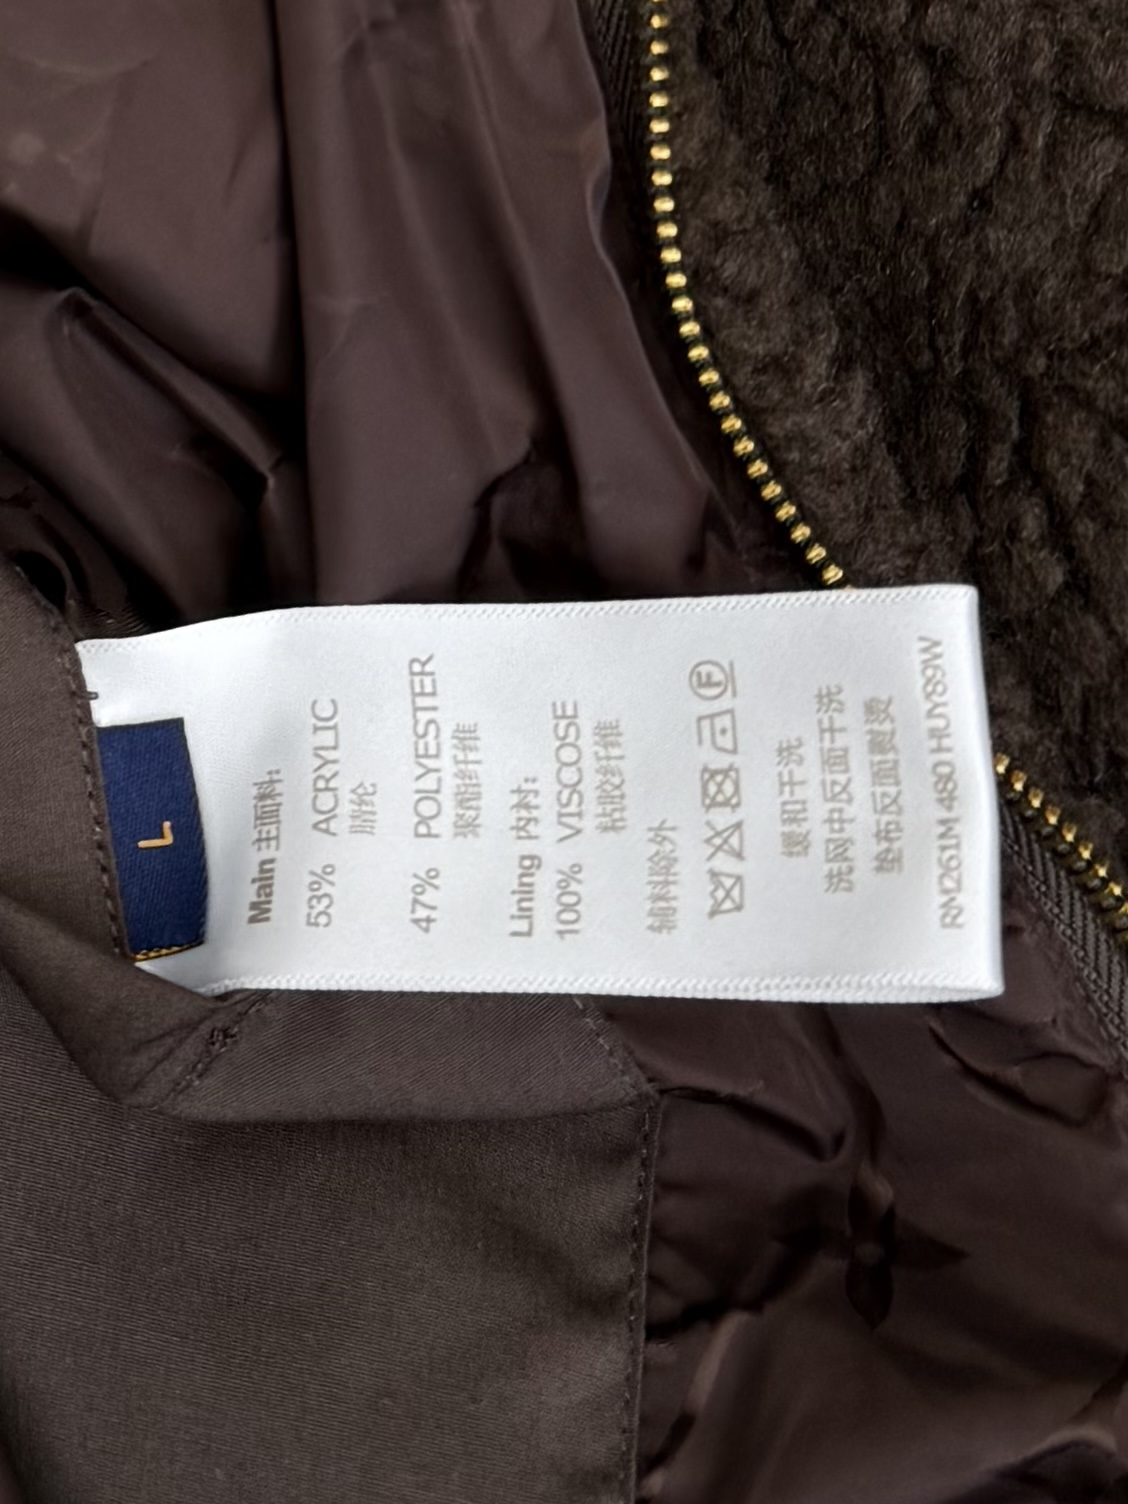 L
Main 主面料:
53% ACRYLIC
腈纶
47% POLYESTER
聚酯纤维
Lining 内衬:
100% VISCOSE
粘胶纤维
辅料除外
F
缓和干洗
洗网中反面干洗
垫布反面熨烫
RM261M 480 HUY89W